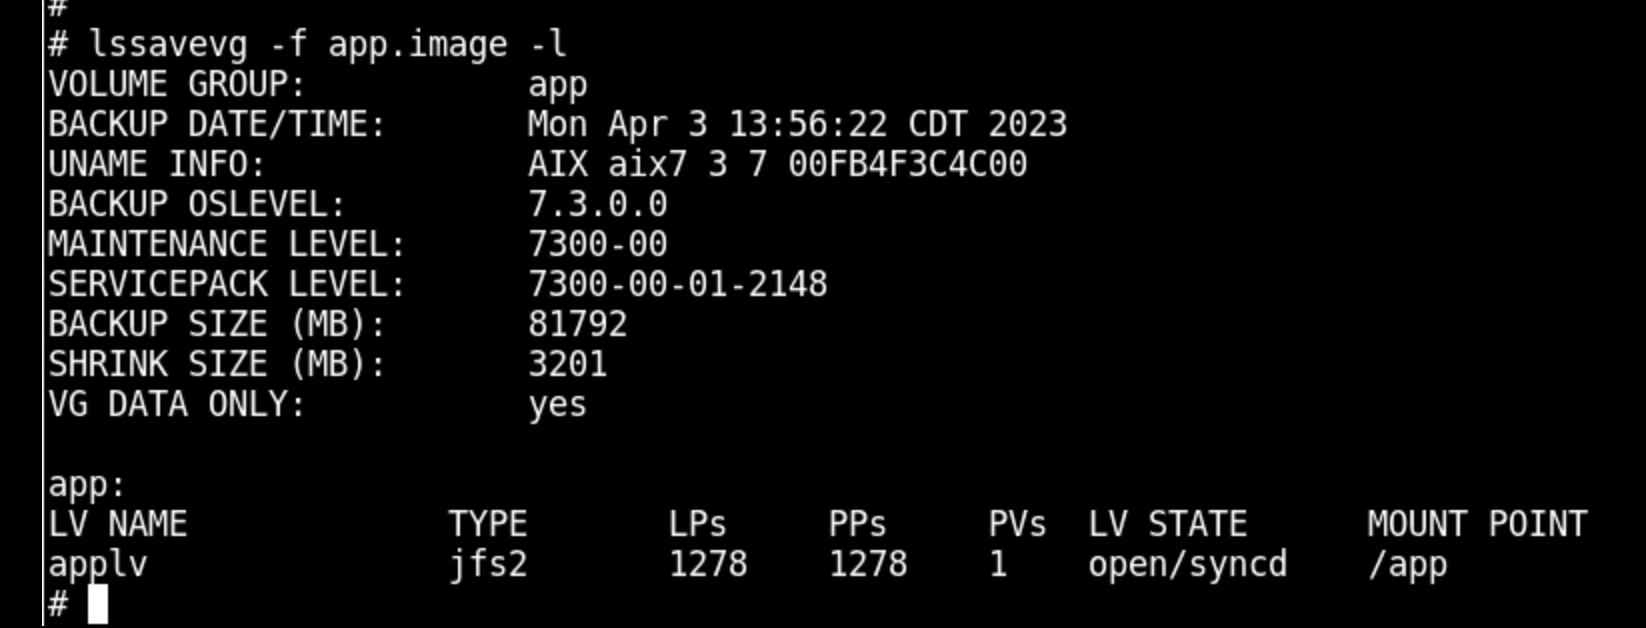 #
# lssavevg -f app.image -l
VOLUME GROUP: app
BACKUP DATE/TIME: Mon Apr 3 13:56:22 CDT 2023
UNAME INFO: AIX aix7 3 7 00FB4F3C4C00
BACKUP OSLEVEL: 7.3.0.0
MAINTENANCE LEVEL: 7300-00
SERVICEPACK LEVEL: 7300-00-01-2148
BACKUP SIZE (MB): 81792
SHRINK SIZE (MB): 3201
VG DATA ONLY: yes
app:
LV NAME TYPE LPs PPs PVs LV STATE MOUNT POINT
applv jfs2 1278 1278 1 open/syncd /app
#